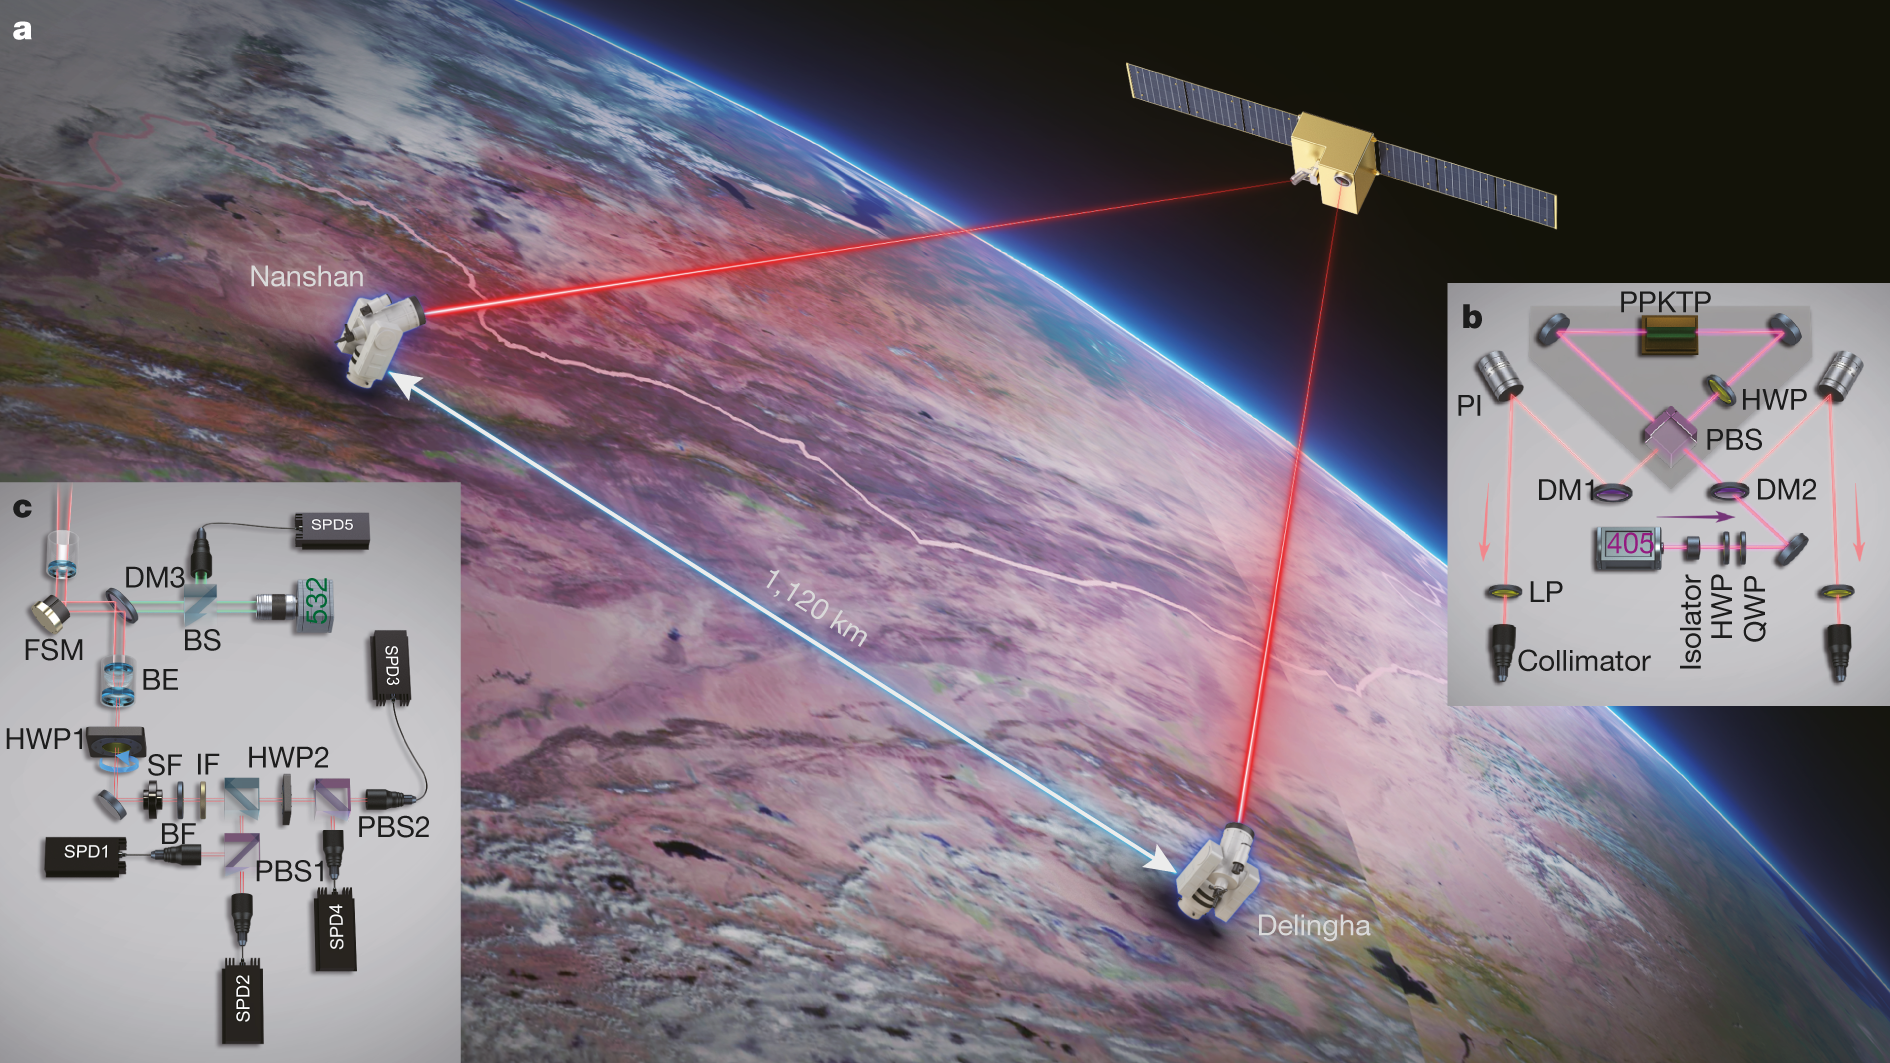 a
Nanshan
1,120 km
Delingha
b
PPKTP
PI
HWP
PBS
DM1
DM2
405
LP
Isolator
HWP
QWP
Collimator
c
SPD5
DM3
532
FSM
BS
SPD3
BE
HWP1
SF
IF
HWP2
BF
PBS2
SPD1
PBS1
SPD4
SPD2